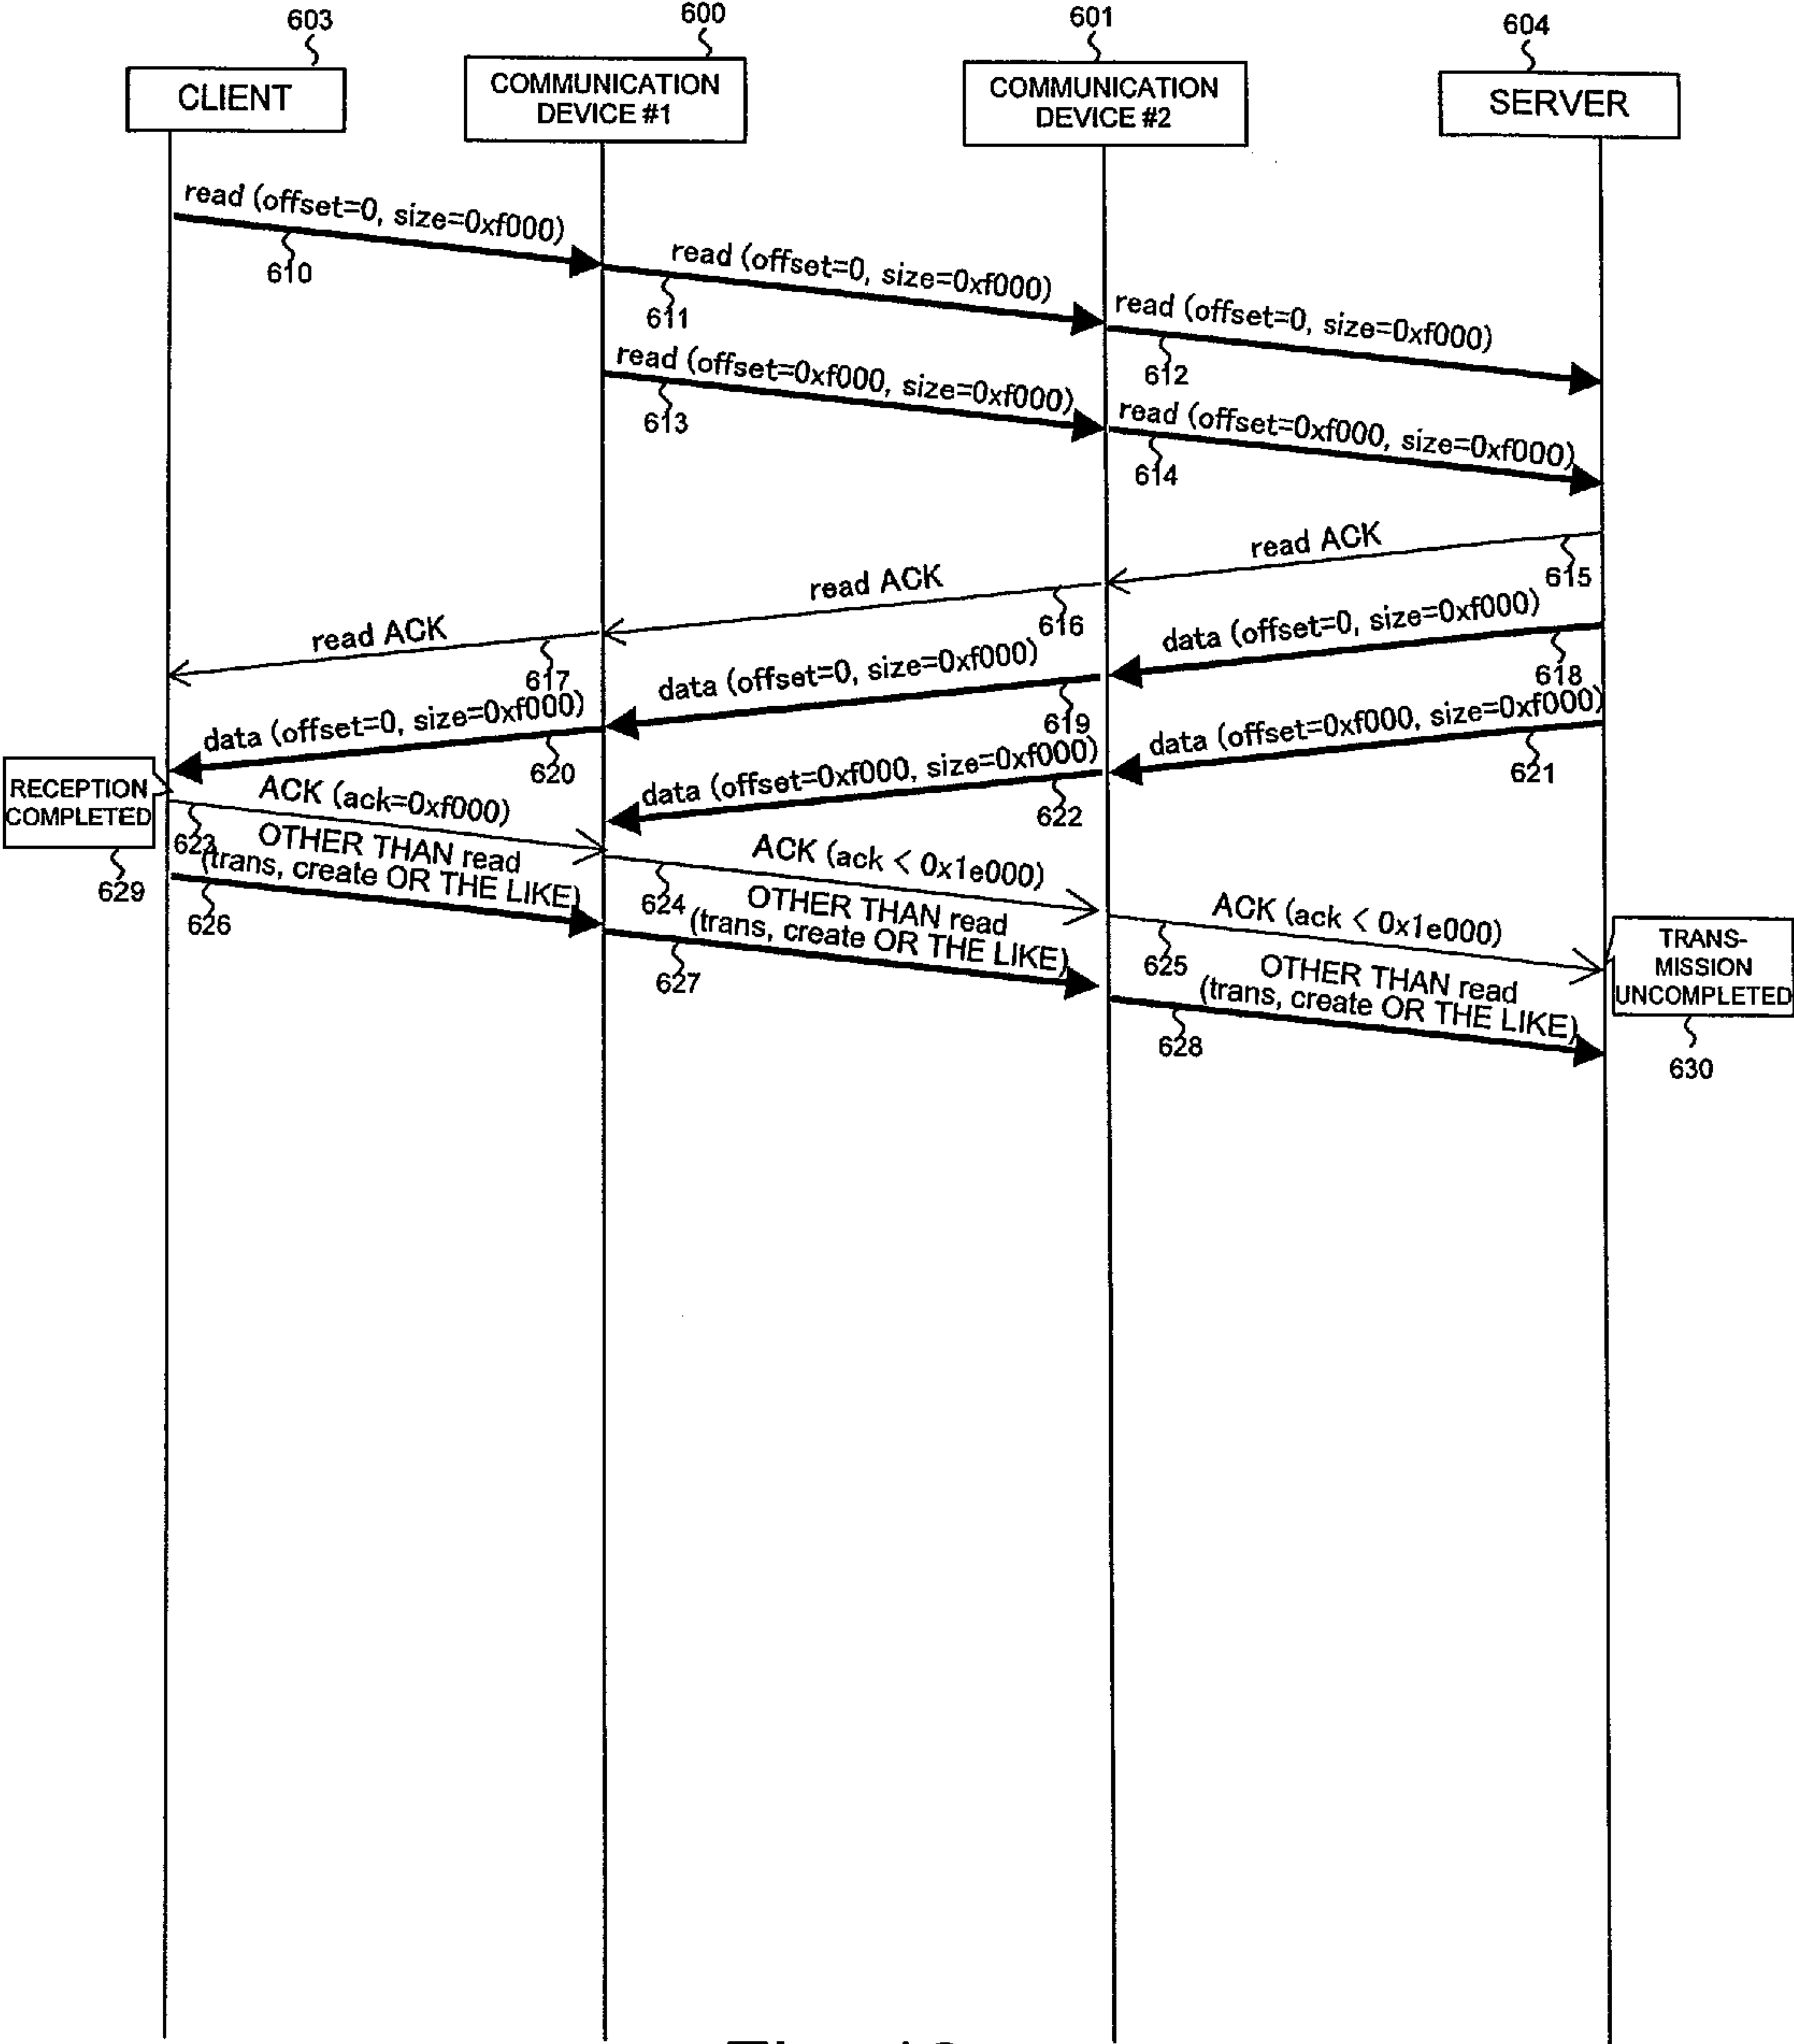 603
600
601
604
CLIENT
COMMUNICATION
DEVICE #1
COMMUNICATION
DEVICE #2
SERVER
read (offset=0, size=0xf000)
610
read (offset=0, size=0xf000)
611
read (offset=0, size=0xf000)
612
read (offset=0xf000, size=0xf000)
613
read (offset=0xf000, size=0xf000)
614
read ACK
615
read ACK
616
read ACK
617
data (offset=0, size=0xf000)
618
data (offset=0, size=0xf000)
619
data (offset=0, size=0xf000)
620
data (offset=0xf000, size=0xf000)
621
data (offset=0xf000, size=0xf000)
622
RECEPTION
COMPLETED
629
ACK (ack=0xf000)
623
OTHER THAN read
(trans, create OR THE LIKE)
626
ACK (ack < 0x1e000)
624
OTHER THAN read
(trans, create OR THE LIKE)
627
ACK (ack < 0x1e000)
625
OTHER THAN read
(trans, create OR THE LIKE)
628
TRANS-
MISSION
UNCOMPLETED
630